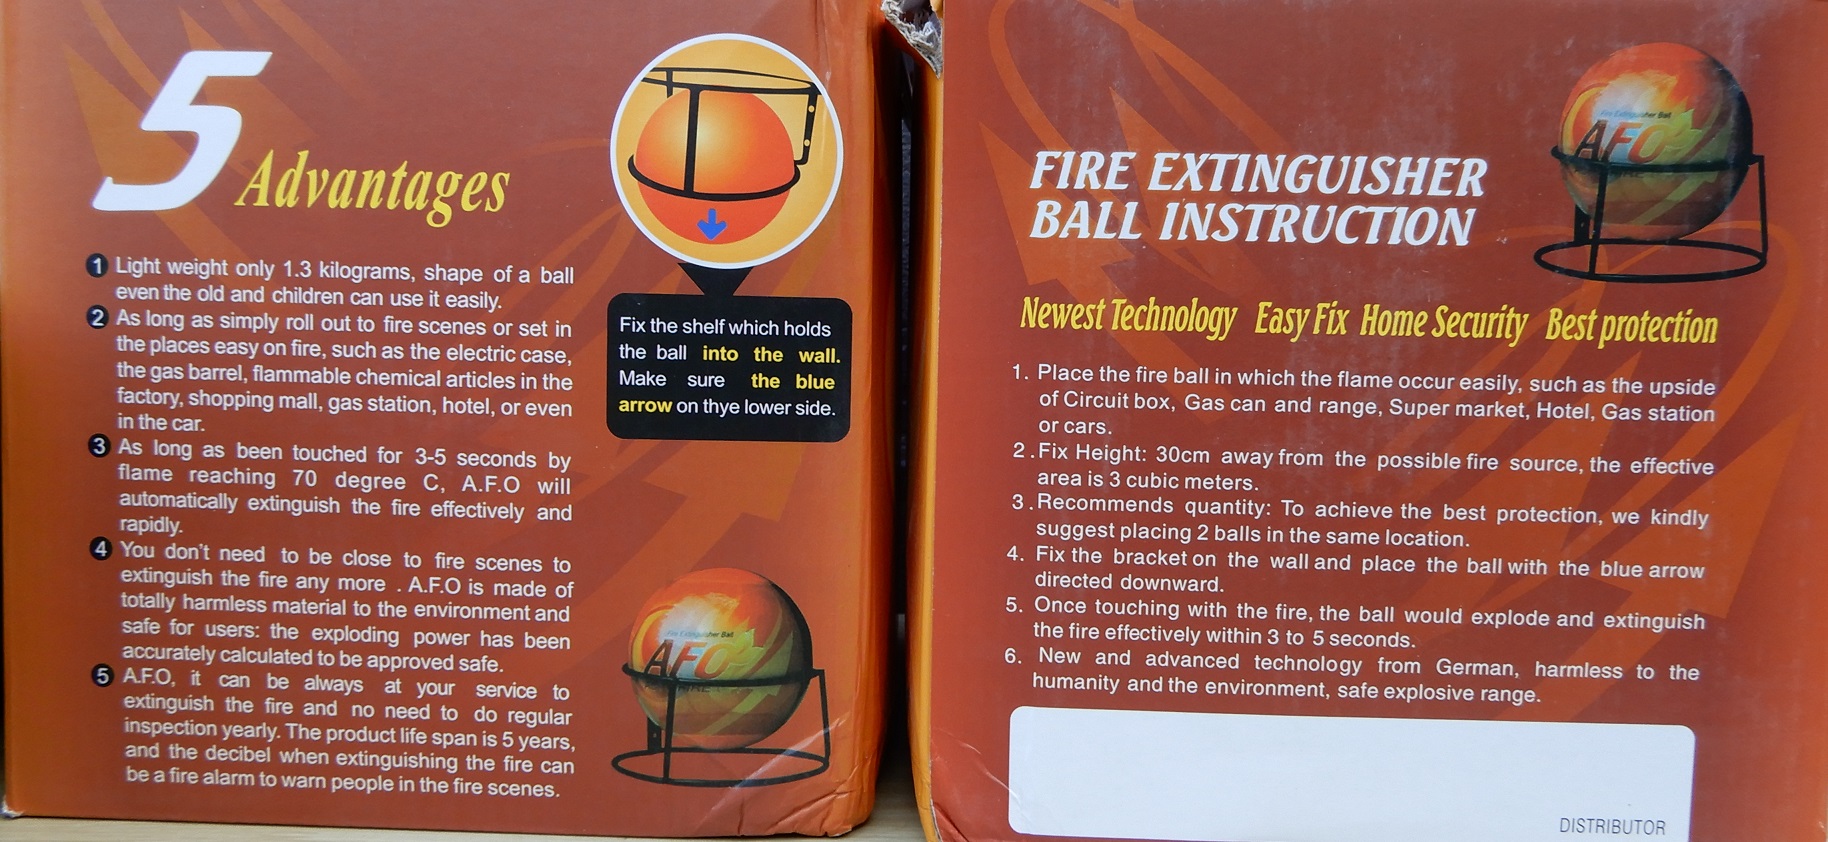 5
Advantages
1 Light weight only 1.3 kilograms, shape of a ball
even the old and children can use it easily.
2 As long as simply roll out to fire scenes or set in
the places easy on fire, such as the electric case,
the gas barrel, flammable chemical articles in the
factory, shopping mall, gas station, hotel, or even
in the car.
3 As long as been touched for 3-5 seconds by
flame reaching 70 degree C, A.F.O will
automatically extinguish the fire effectively and
rapidly.
4 You don't need to be close to fire scenes to
extinguish the fire any more . A.F.O is made of
totally harmless material to the environment and
safe for users: the exploding power has been
accurately calculated to be approved safe.
5 A.F.O, it can be always at your service to
extinguish the fire and no need to do regular
inspection yearly. The product life span is 5 years,
and the decibel when extinguishing the fire can
be a fire alarm to warn people in the fire scenes.
Fix the shelf which holds
the ball into the wall.
Make sure the blue
arrow on thye lower side.
Fire Extinguisher Ball
AFO
Fire Extinguisher Ball
AFO
FIRE EXTINGUISHER
BALL INSTRUCTION
Newest Technology Easy Fix Home Security Best protection
1. Place the fire ball in which the flame occur easily, such as the upside
of Circuit box, Gas can and range, Super market, Hotel, Gas station
or cars.
2.Fix Height: 30cm away from the possible fire source, the effective
area is 3 cubic meters.
3.Recommends quantity: To achieve the best protection, we kindly
suggest placing 2 balls in the same location.
4. Fix the bracket on the wall and place the ball with the blue arrow
directed downward.
5. Once touching with the fire, the ball would explode and extinguish
the fire effectively within 3 to 5 seconds.
6. New and advanced technology from German, harmless to the
humanity and the environment, safe explosive range.
DISTRIBUTOR